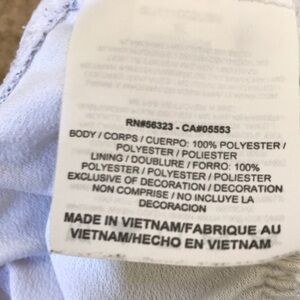 RN#56323 - CA#05553
BODY / CORPS / CUERPO: 100% POLYESTER /
POLYESTER / POLIESTER
LINING / DOUBLURE / FORRO: 100%
POLYESTER / POLYESTER / POLIESTER
EXCLUSIVE OF DECORATION / DECORATION
NON COMPRISE / NO INCLUYE LA
DECORACION
MADE IN VIETNAM/FABRIQUE AU
VIETNAM/HECHO EN VIETNAM